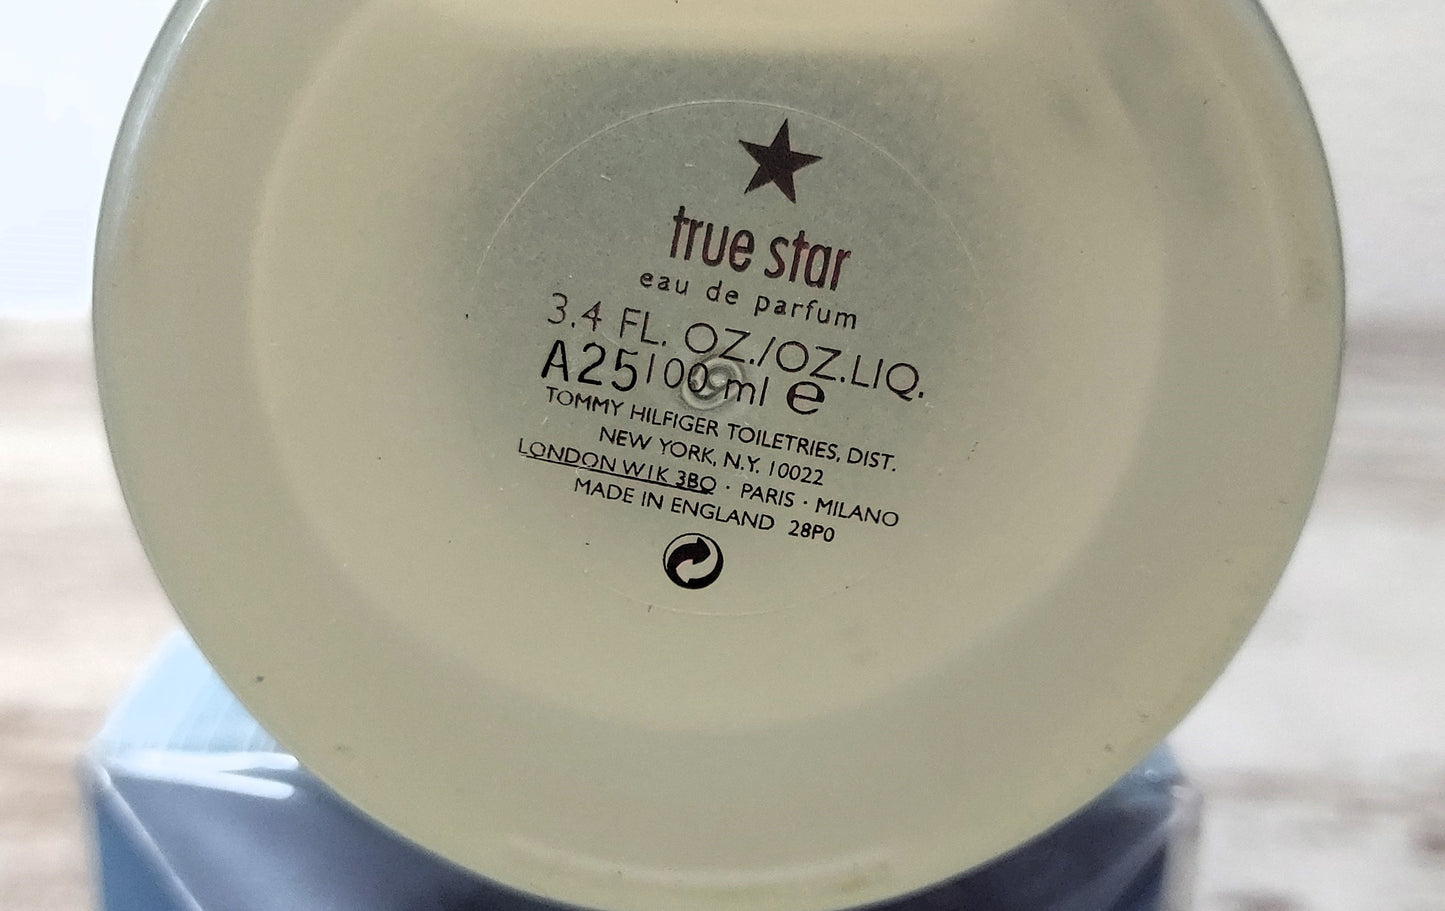 true star
eau de parfum
3.4 FL. OZ./OZ.LIQ.
A25 100 ml e
TOMMY HILFIGER TOILETRIES, DIST.
NEW YORK, N.Y. 10022
LONDON W1K 3BQ · PARIS · MILANO
MADE IN ENGLAND 28P0